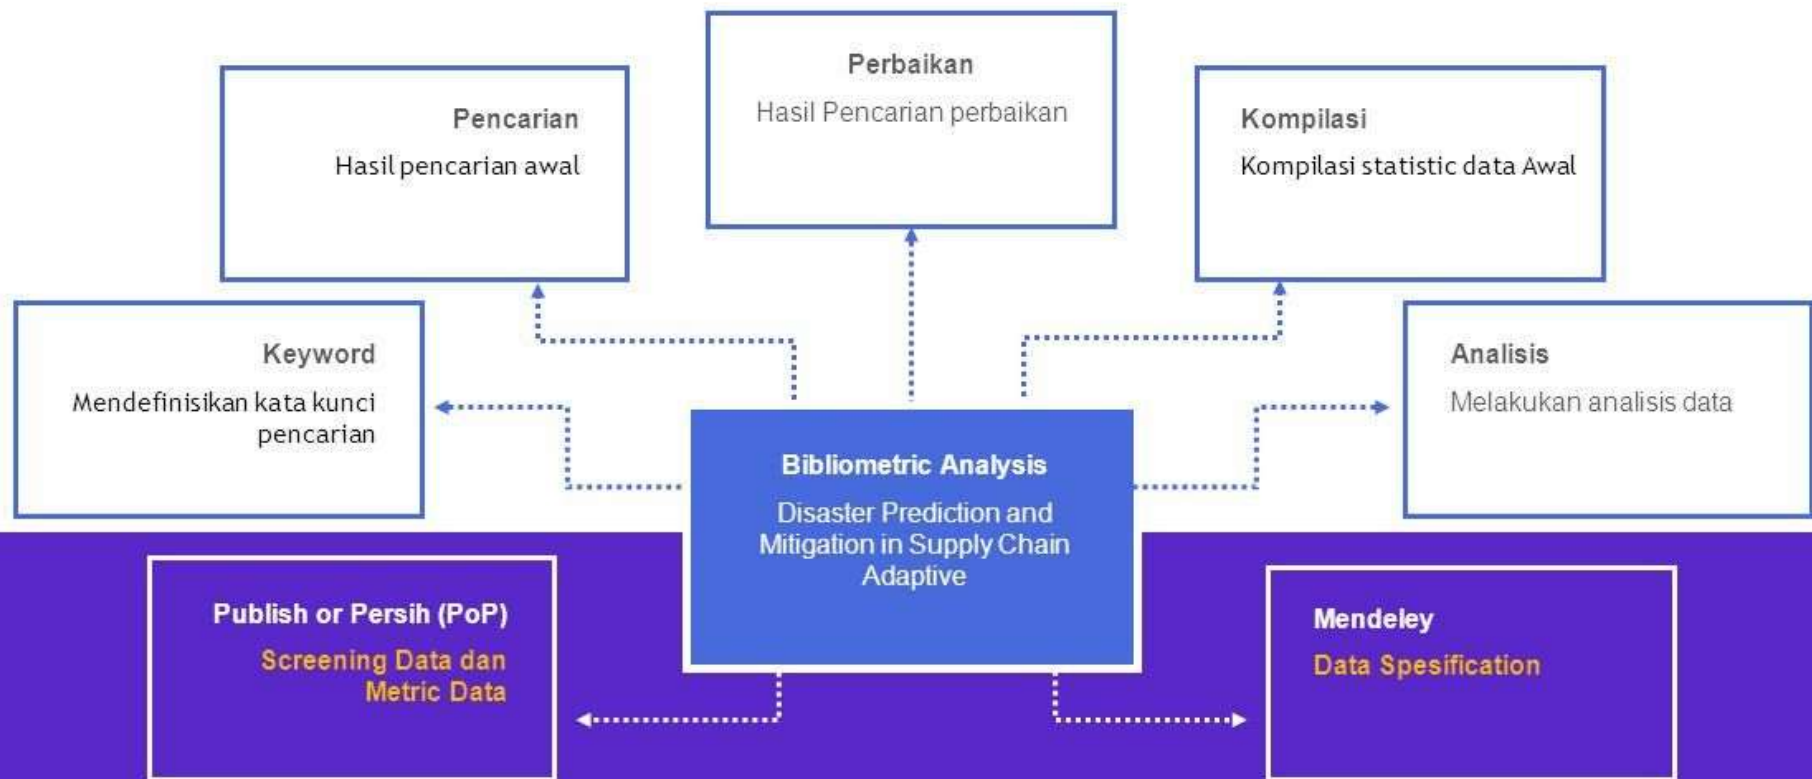 Perbaikan
Hasil Pencarian perbaikan
Pencarian
Hasil pencarian awal
Kompilasi
Kompilasi statistic data Awal
Keyword
Mendefinisikan kata kunci
pencarian
Analisis
Melakukan analisis data
Bibliometric Analysis
Disaster Prediction and
Mitigation in Supply Chain
Adaptive
Publish or Persih (PoP)
Screening Data dan
Metric Data
Mendeley
Data Spesification